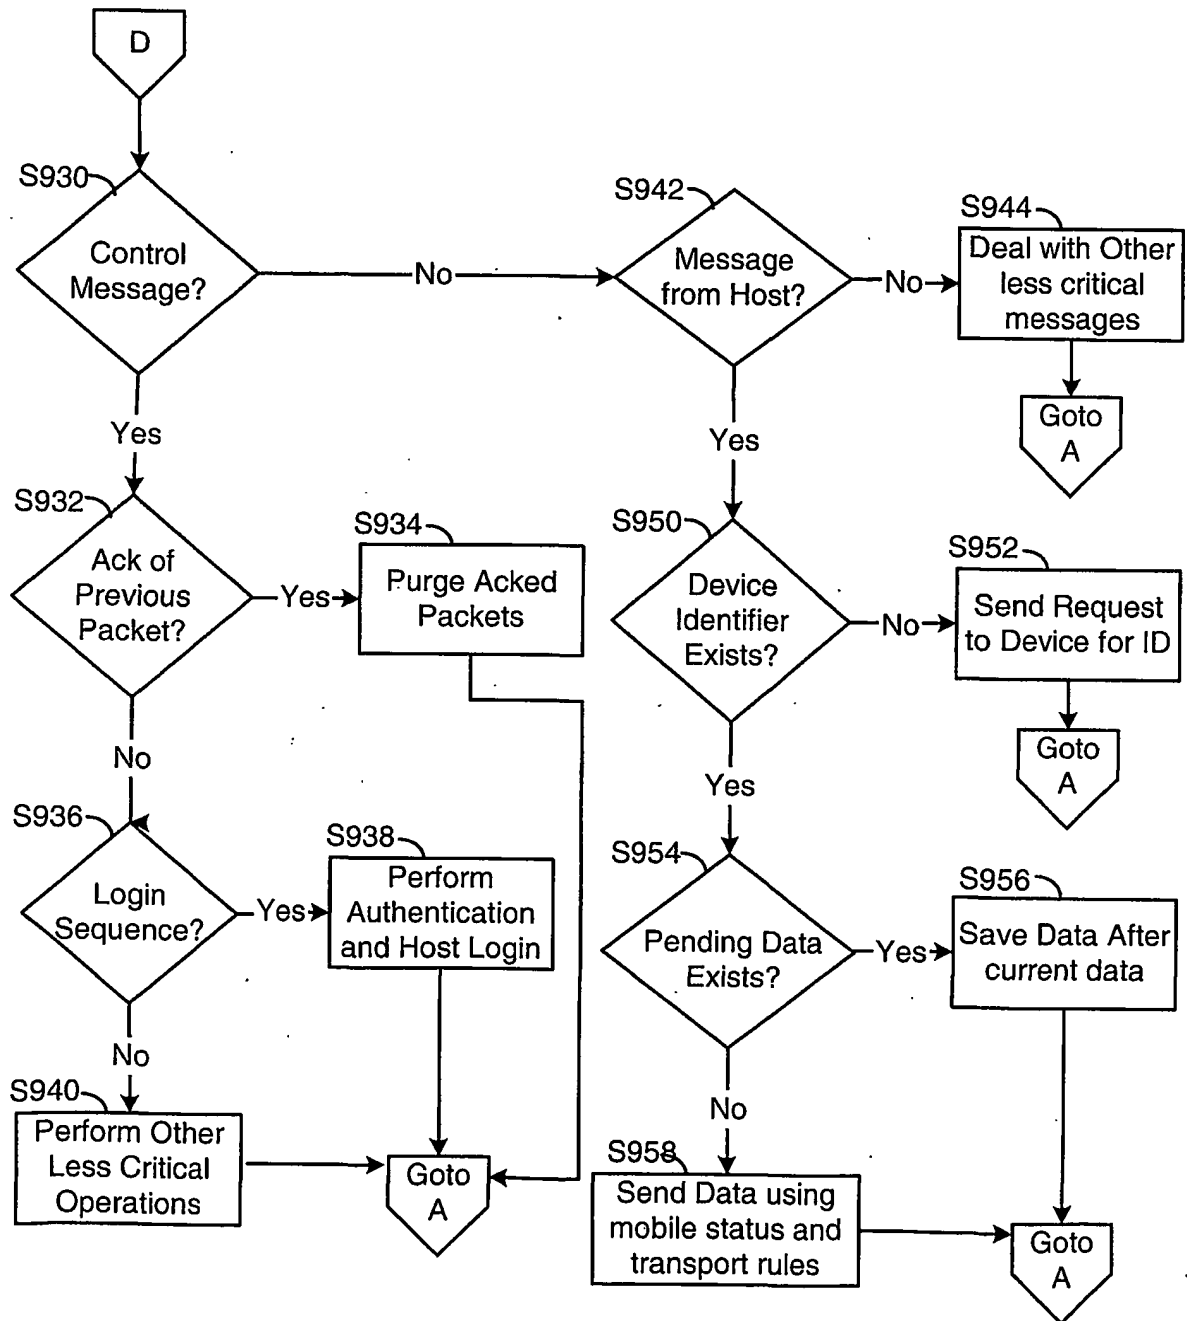 D
S930
Control
Message?
No
S942
Message
from Host?
No
S944
Deal with Other
less critical
messages
Goto
A
Yes
Yes
S932
Ack of
Previous
Packet?
Yes
S934
Purge Acked
Packets
S950
Device
Identifier
Exists?
No
S952
Send Request
to Device for ID
Goto
A
No
Yes
S936
Login
Sequence?
Yes
S938
Perform
Authentication
and Host Login
S954
Pending Data
Exists?
Yes
S956
Save Data After
current data
No
No
S940
Perform Other
Less Critical
Operations
Goto
A
S958
Send Data using
mobile status and
transport rules
Goto
A